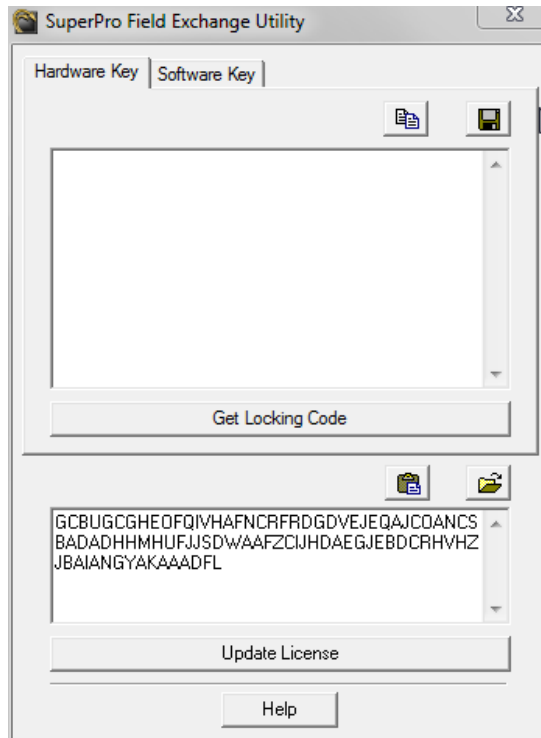 SuperPro Field Exchange Utility
Hardware Key
Software Key
Get Locking Code
GCBUGCGHEOFQIVHAFNCRFRDGDVEJEQAJCOANCS
BADADHHMHUFJJSDWAAFZCIJHDAEGJEBDCRHVHZ
JBAIANGYAKAAADFL
Update License
Help